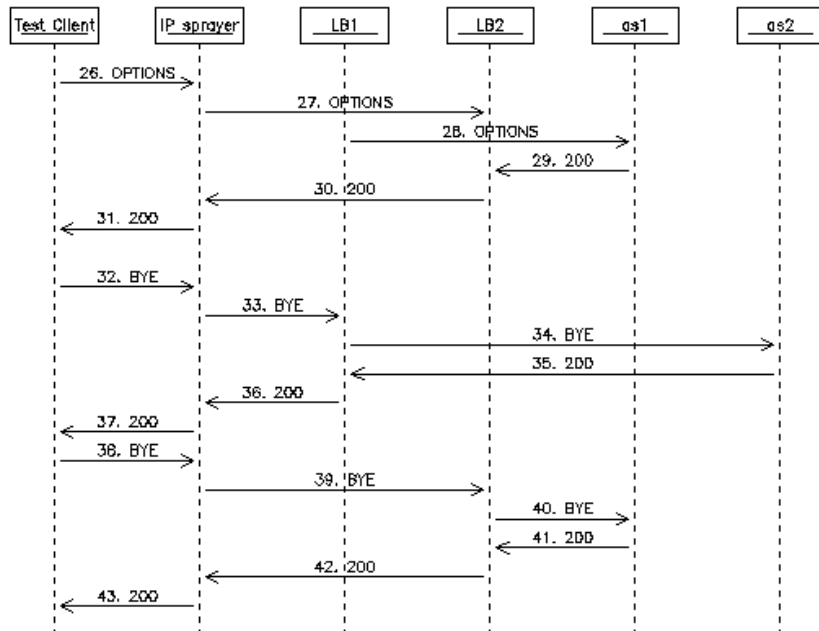 Test Client IP sprayer LB1 LB2 as1 as2
26. OPTIONS
27. OPTIONS
28. OPTIONS
29. 200
30. 200
31. 200
32. BYE
33. BYE
34. BYE
35. 200
36. 200
37. 200
38. BYE
39. BYE
40. BYE
41. 200
42. 200
43. 200